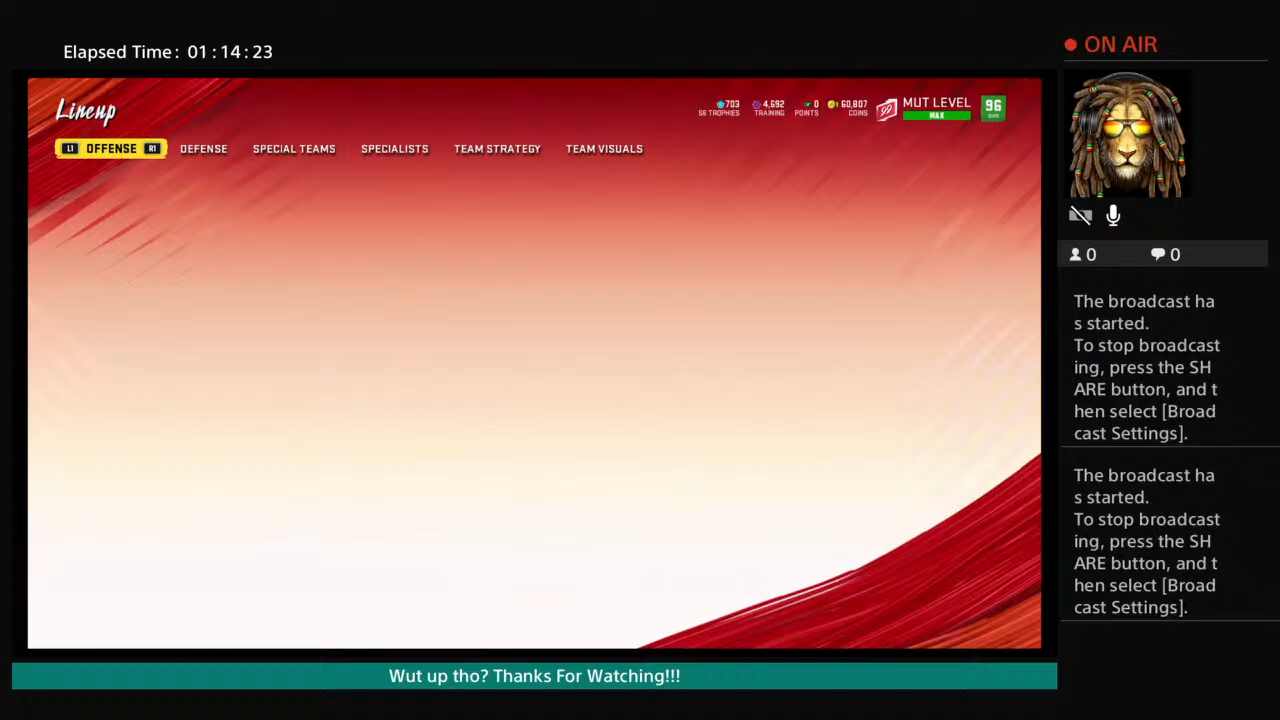 Elapsed Time: 01:14:23
ON AIR
Lineup
703
S6 TROPHIES
4,692
TRAINING
0
POINTS
60,807
COINS
99
MUT LEVEL
MAX
96
OVR
L1 OFFENSE R1
DEFENSE
SPECIAL TEAMS
SPECIALISTS
TEAM STRATEGY
TEAM VISUALS
0
0
The broadcast ha
s started.
To stop broadcast
ing, press the SH
ARE button, and t
hen select [Broad
cast Settings].
The broadcast ha
s started.
To stop broadcast
ing, press the SH
ARE button, and t
hen select [Broad
cast Settings].
Wut up tho? Thanks For Watching!!!